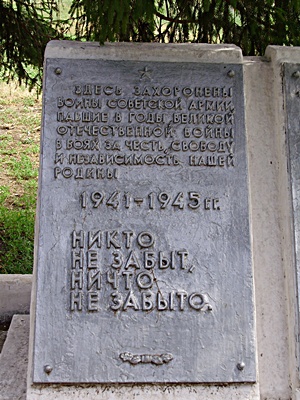 ЗДЕСЬ ЗАХОРОНЕНЫ
ВОИНЫ СОВЕТСКОЙ АРМИИ,
ПАВШИЕ В ГОДЫ ВЕЛИКОЙ
ОТЕЧЕСТВЕННОЙ ВОЙНЫ
В БОЯХ ЗА ЧЕСТЬ, СВОБОДУ
И НЕЗАВИСИМОСТЬ НАШЕЙ
РОДИНЫ
1941-1945 гг.
НИКТО
НЕ ЗАБЫТ,
НИЧТО
НЕ ЗАБЫТО.